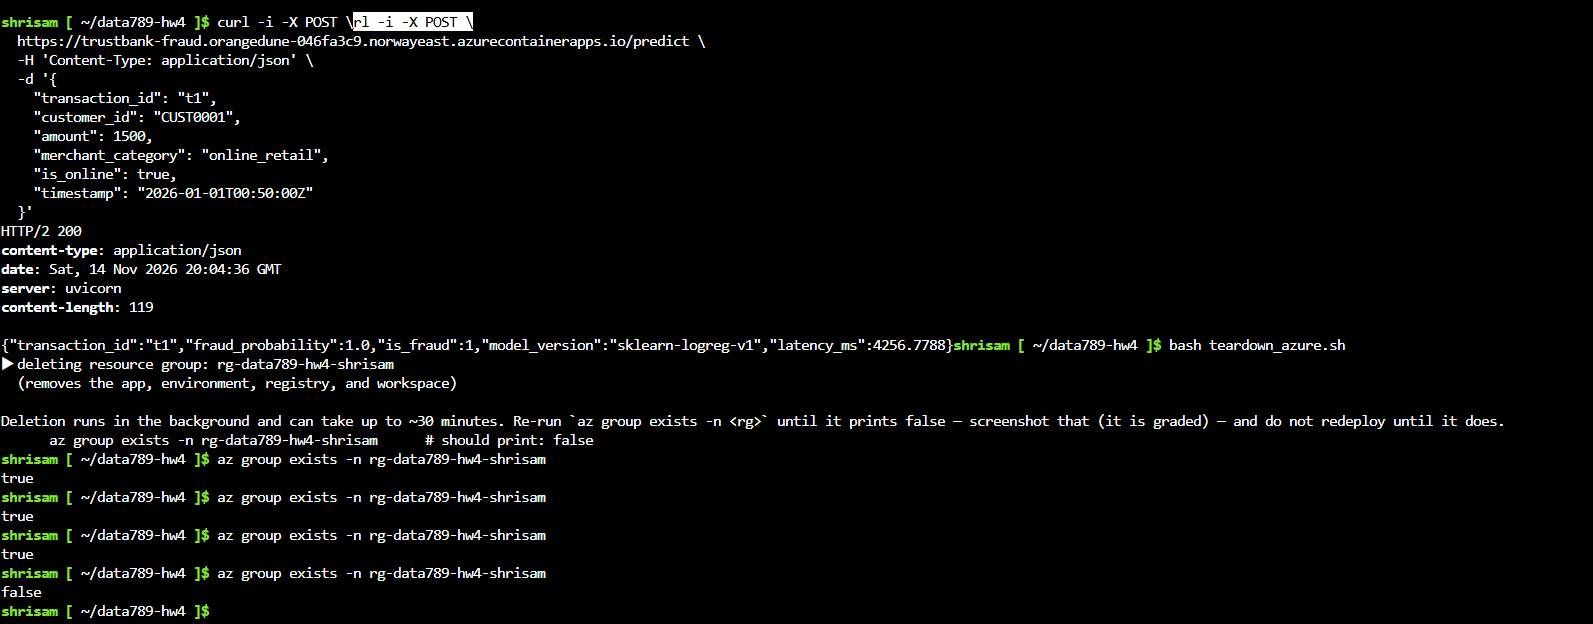 shrisam [ ~/data789-hw4 ]$ curl -i -X POST \rl -i -X POST \
  https://trustbank-fraud.orangedune-046fa3c9.norwayeast.azurecontainerapps.io/predict \
  -H 'Content-Type: application/json' \
  -d '{
    "transaction_id": "t1",
    "customer_id": "CUST0001",
    "amount": 1500,
    "merchant_category": "online_retail",
    "is_online": true,
    "timestamp": "2026-01-01T00:50:00Z"
  }'
HTTP/2 200
content-type: application/json
date: Sat, 14 Nov 2026 20:04:36 GMT
server: uvicorn
content-length: 119
{"transaction_id":"t1","fraud_probability":1.0,"is_fraud":1,"model_version":"sklearn-logreg-v1","latency_ms":4256.7788}shrisam [ ~/data789-hw4 ]$ bash teardown_azure.sh
▶ deleting resource group: rg-data789-hw4-shrisam
  (removes the app, environment, registry, and workspace)
Deletion runs in the background and can take up to ~30 minutes. Re-run `az group exists -n <rg>` until it prints false — screenshot that (it is graded) — and do not redeploy until it does.
      az group exists -n rg-data789-hw4-shrisam      # should print: false
shrisam [ ~/data789-hw4 ]$ az group exists -n rg-data789-hw4-shrisam
true
shrisam [ ~/data789-hw4 ]$ az group exists -n rg-data789-hw4-shrisam
true
shrisam [ ~/data789-hw4 ]$ az group exists -n rg-data789-hw4-shrisam
true
shrisam [ ~/data789-hw4 ]$ az group exists -n rg-data789-hw4-shrisam
false
shrisam [ ~/data789-hw4 ]$